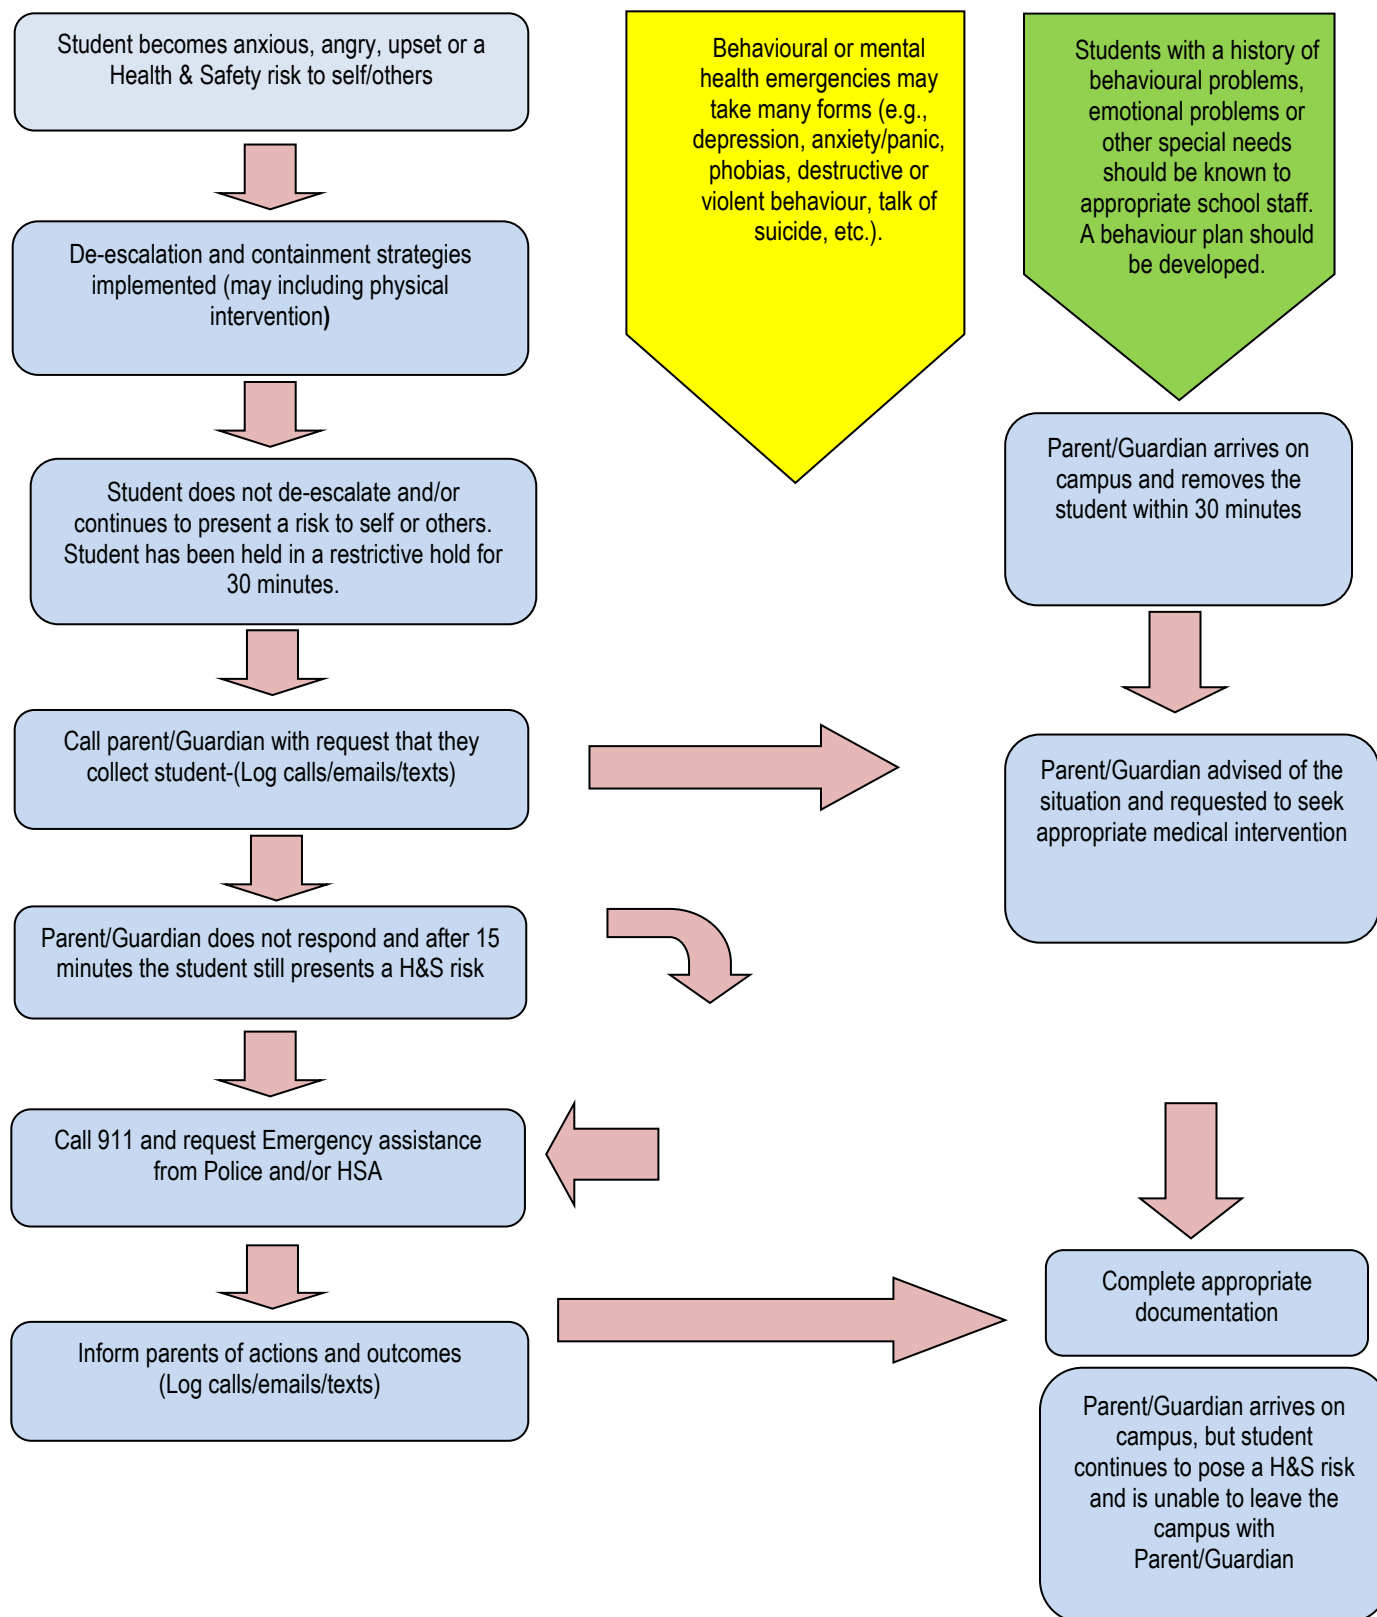 Student becomes anxious, angry, upset or a
Health & Safety risk to self/others
De-escalation and containment strategies
implemented (may including physical
intervention)
Student does not de-escalate and/or
continues to present a risk to self or others.
Student has been held in a restrictive hold for
30 minutes.
Call parent/Guardian with request that they
collect student-(Log calls/emails/texts)
Parent/Guardian does not respond and after 15
minutes the student still presents a H&S risk
Call 911 and request Emergency assistance
from Police and/or HSA
Inform parents of actions and outcomes
(Log calls/emails/texts)
Behavioural or mental
health emergencies may
take many forms (e.g.,
depression, anxiety/panic,
phobias, destructive or
violent behaviour, talk of
suicide, etc.).
Students with a history of
behavioural problems,
emotional problems or
other special needs
should be known to
appropriate school staff.
A behaviour plan should
be developed.
Parent/Guardian arrives on
campus and removes the
student within 30 minutes
Parent/Guardian advised of the
situation and requested to seek
appropriate medical intervention
Complete appropriate
documentation
Parent/Guardian arrives on
campus, but student
continues to pose a H&S risk
and is unable to leave the
campus with
Parent/Guardian